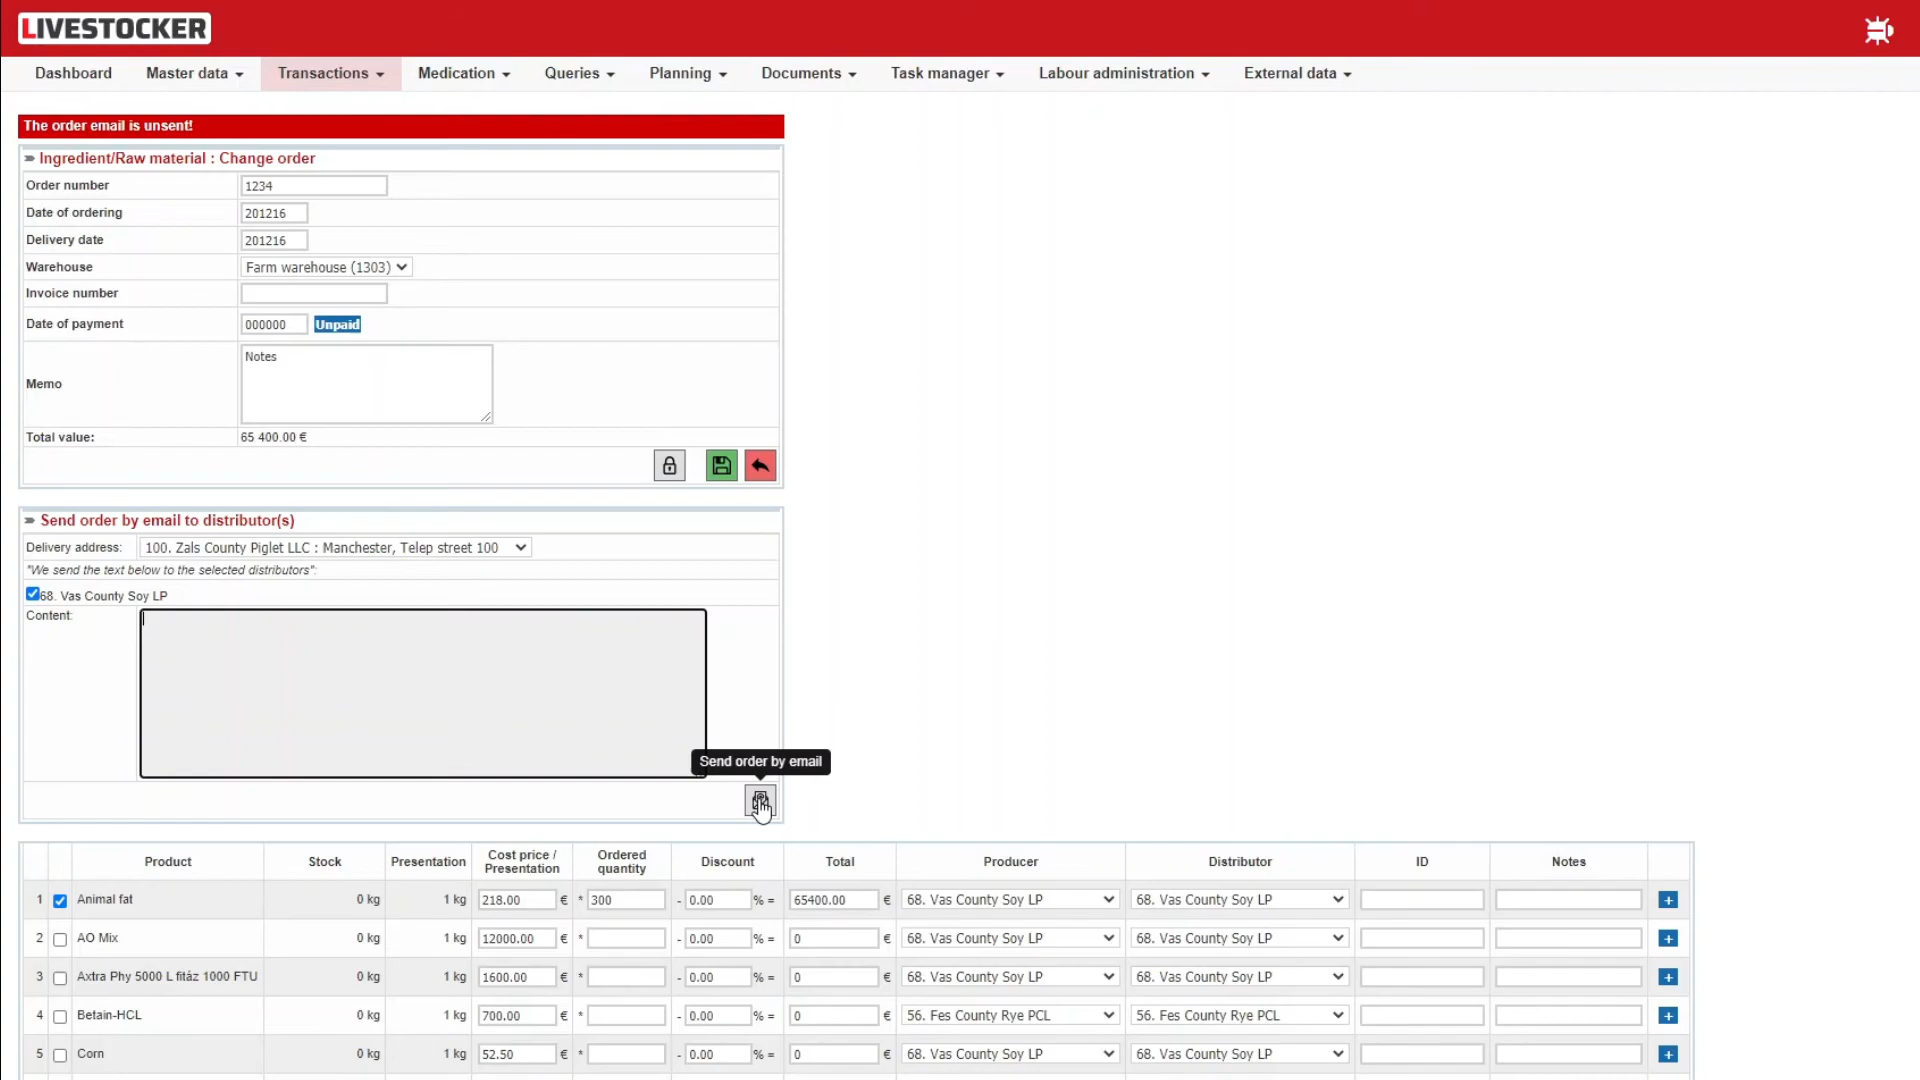 LIVESTOCKER
Dashboard Master data Transactions Medication Queries Planning Documents Task manager Labour administration External data
The order email is unsent!
Ingredient/Raw material : Change order
Order number 1234
Date of ordering 201216
Delivery date 201216
Warehouse Farm warehouse (1303)
Invoice number
Date of payment 000000 Unpaid
Memo Notes
Total value: 65 400.00 €
Send order by email to distributor(s)
Delivery address: 100. Zals County Piglet LLC : Manchester, Telep street 100
"We send the text below to the selected distributors":
68. Vas County Soy LP
Content:
Send order by email
Product Stock Presentation Cost price / Presentation Ordered quantity Discount Total Producer Distributor ID Notes
1 Animal fat 0 kg 1 kg 218.00 € * 300 - 0.00 % = 65400.00 € 68. Vas County Soy LP 68. Vas County Soy LP +
2 AO Mix 0 kg 1 kg 12000.00 € * - 0.00 % = 0 € 68. Vas County Soy LP 68. Vas County Soy LP +
3 Axtra Phy 5000 L fitáz 1000 FTU 0 kg 1 kg 1600.00 € * - 0.00 % = 0 € 68. Vas County Soy LP 68. Vas County Soy LP +
4 Betain-HCL 0 kg 1 kg 700.00 € * - 0.00 % = 0 € 56. Fes County Rye PCL 56. Fes County Rye PCL +
5 Corn 0 kg 1 kg 52.50 € * - 0.00 % = 0 € 68. Vas County Soy LP 68. Vas County Soy LP +